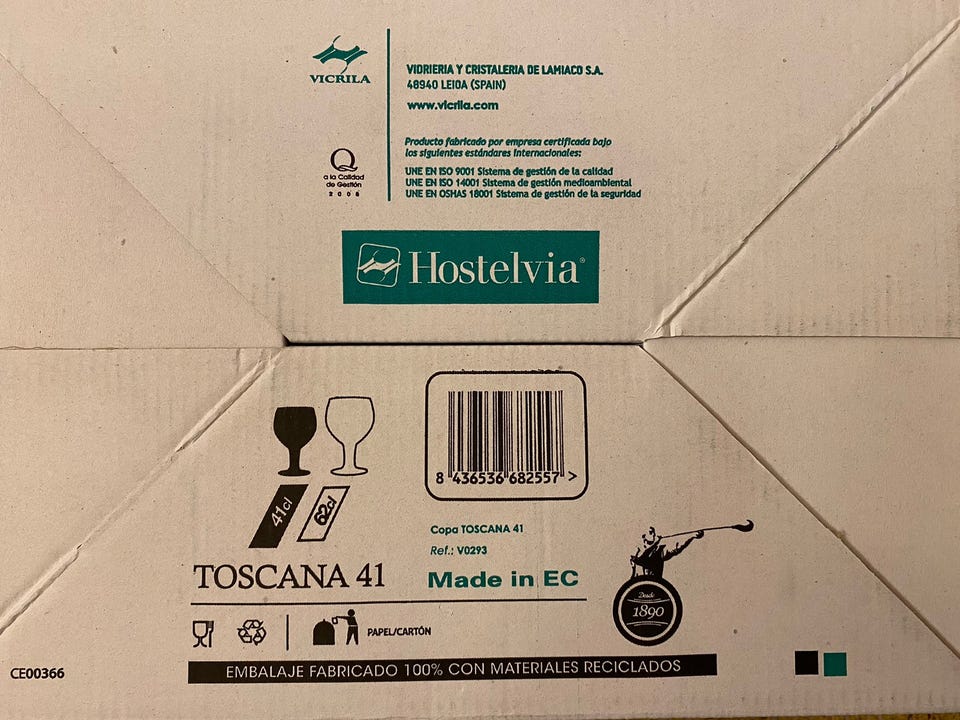 VICRILA
VIDRIERIA Y CRISTALERIA DE LAMIACO S.A.
48940 LEIOA (SPAIN)
www.vicrila.com
Producto fabricado por empresa certificada bajo
los siguientes estándares internacionales:
Q
a la Calidad
de Gestión
2006
UNE EN ISO 9001 Sistema de gestión de la calidad
UNE EN ISO 14001 Sistema de gestión medioambiental
UNE EN OSHAS 18001 Sistema de gestión de la seguridad
Hostelvia®
8 436536 682557 >
41cl
62cl
Copa TOSCANA 41
Ref.: V0293
TOSCANA 41
Made in EC
Desde
1890
PAPEL/CARTÓN
EMBALAJE FABRICADO 100% CON MATERIALES RECICLADOS
CE00366